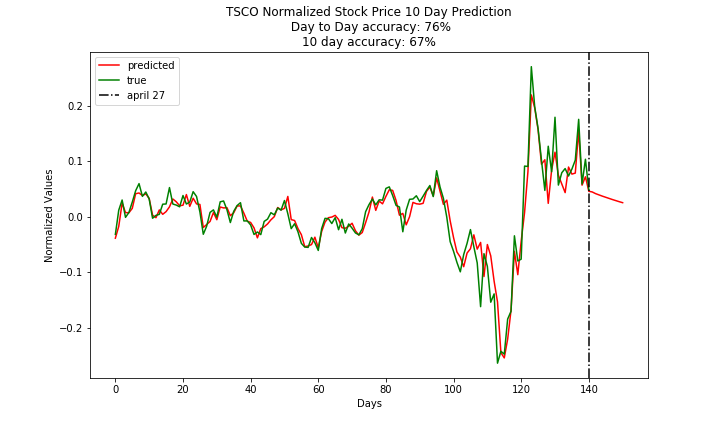 TSCO Normalized Stock Price 10 Day Prediction
Day to Day accuracy: 76%
10 day accuracy: 67%
predicted
true
april 27
0.2
0.1
0.0
−0.1
−0.2
Normalized Values
0 20 40 60 80 100 120 140
Days